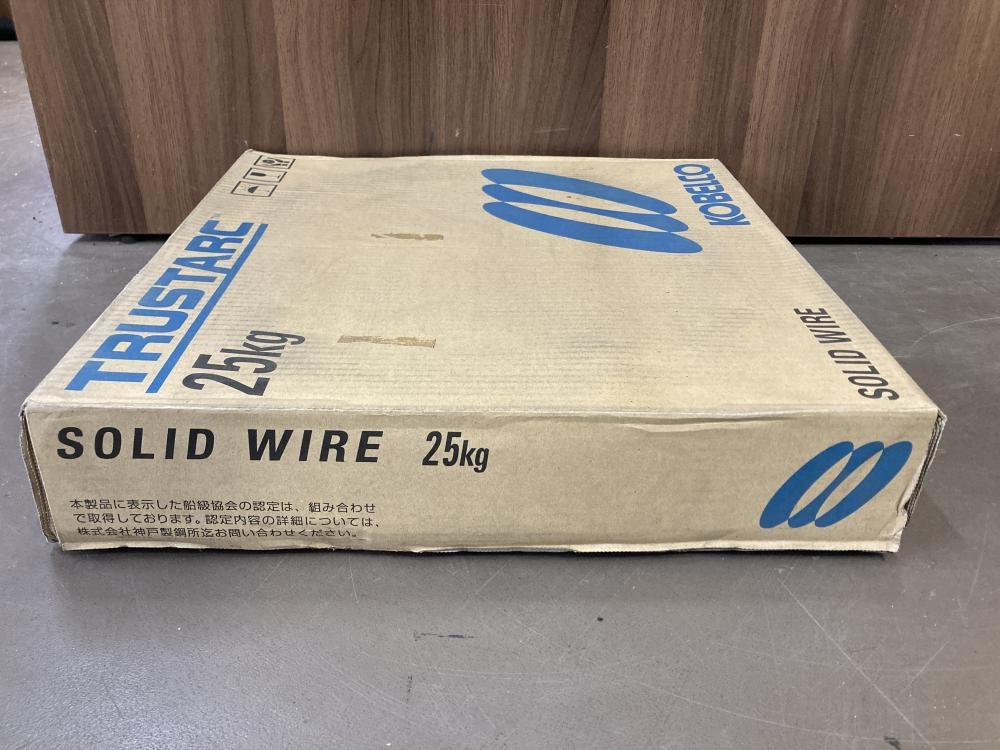 TRUSTARC™
25kg
KOBELCO
SOLID WIRE
SOLID WIRE 25kg
本製品に表示した船級協会の認定は、組み合わせ
で取得しております。認定内容の詳細については、
株式会社神戸製鋼所迄お問い合わせください。